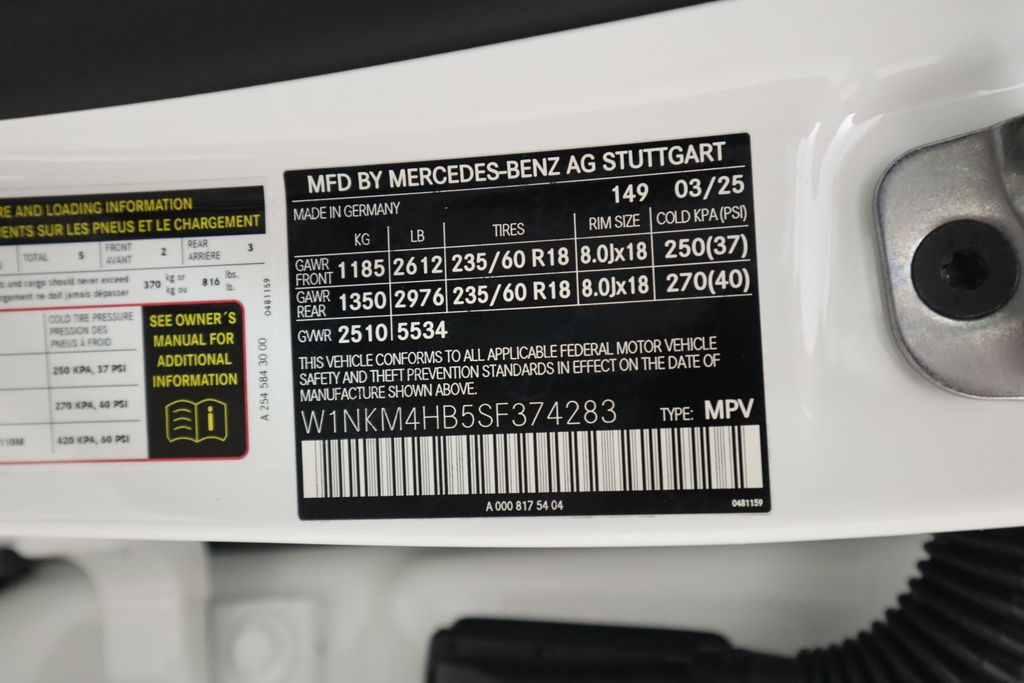 RE AND LOADING INFORMATION
MENTS SUR LES PNEUS ET LE CHARGEMENT
TOTAL 5 FRONT AVANT 2 REAR ARRIÈRE 3
s and cargo should never exceed 370 kg or 816 lbs.
rgement ne doit jamais dépasser kg ou lb.
COLD TIRE PRESSURE
PRESSION DES
PNEUS À FROID
250 KPA, 37 PSI
270 KPA, 40 PSI
110M 420 KPA, 60 PSI
SEE OWNER´S
MANUAL FOR
ADDITIONAL
INFORMATION
A 254 584 30 00 0481159
MFD BY MERCEDES-BENZ AG STUTTGART
149 03/25
MADE IN GERMANY
KG LB TIRES RIM SIZE COLD KPA (PSI)
GAWR FRONT 1185 2612 235/60 R18 8.0Jx18 250(37)
GAWR REAR 1350 2976 235/60 R18 8.0Jx18 270(40)
GVWR 2510 5534
THIS VEHICLE CONFORMS TO ALL APPLICABLE FEDERAL MOTOR VEHICLE
SAFETY AND THEFT PREVENTION STANDARDS IN EFFECT ON THE DATE OF
MANUFACTURE SHOWN ABOVE.
W1NKM4HB5SF374283 TYPE: MPV
A 000 817 54 04 0481159